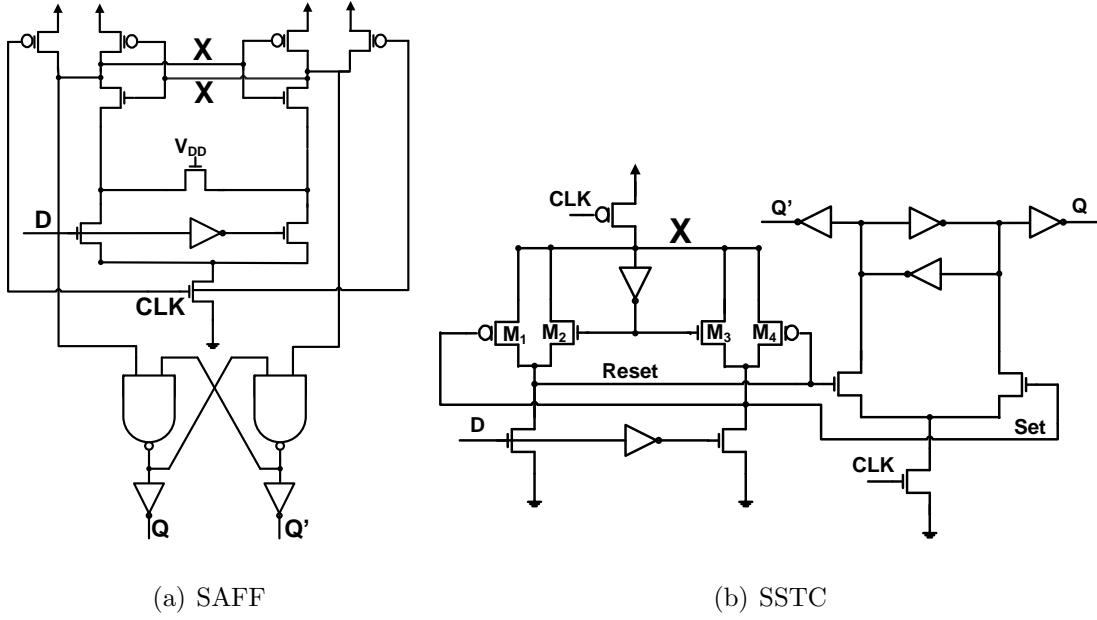 X
X
V_DD
D
CLK
Q
Q’
(a) SAFF
CLK
X
Q’
Q
M₁
M₂
M₃
M₄
Reset
D
Set
CLK
(b) SSTC